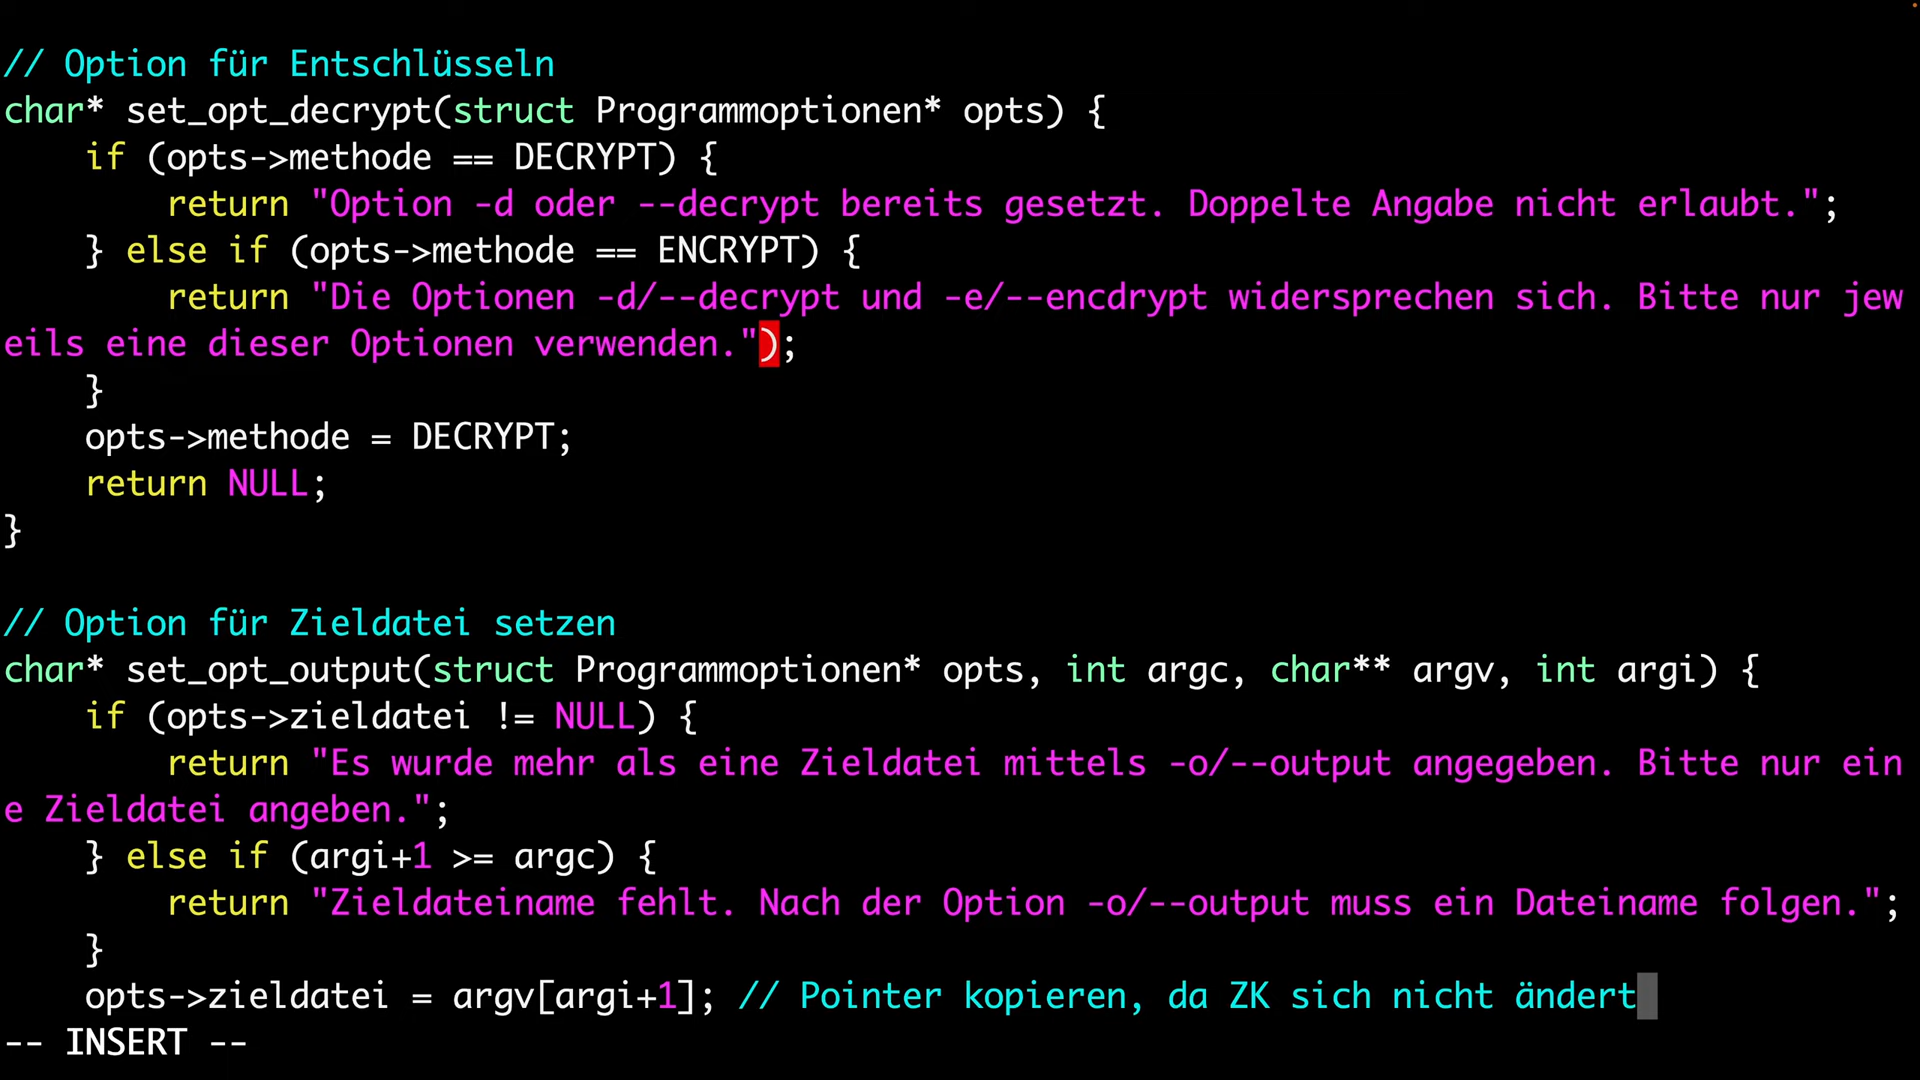 // Option für Entschlüsseln
char* set_opt_decrypt(struct Programmoptionen* opts) {
    if (opts->methode == DECRYPT) {
        return "Option -d oder --decrypt bereits gesetzt. Doppelte Angabe nicht erlaubt.";
    } else if (opts->methode == ENCRYPT) {
        return "Die Optionen -d/--decrypt und -e/--encdrypt widersprechen sich. Bitte nur jew
eils eine dieser Optionen verwenden.");
    }
    opts->methode = DECRYPT;
    return NULL;
}

// Option für Zieldatei setzen
char* set_opt_output(struct Programmoptionen* opts, int argc, char** argv, int argi) {
    if (opts->zieldatei != NULL) {
        return "Es wurde mehr als eine Zieldatei mittels -o/--output angegeben. Bitte nur ein
e Zieldatei angeben.";
    } else if (argi+1 >= argc) {
        return "Zieldateiname fehlt. Nach der Option -o/--output muss ein Dateiname folgen.";
    }
    opts->zieldatei = argv[argi+1]; // Pointer kopieren, da ZK sich nicht ändert
-- INSERT --